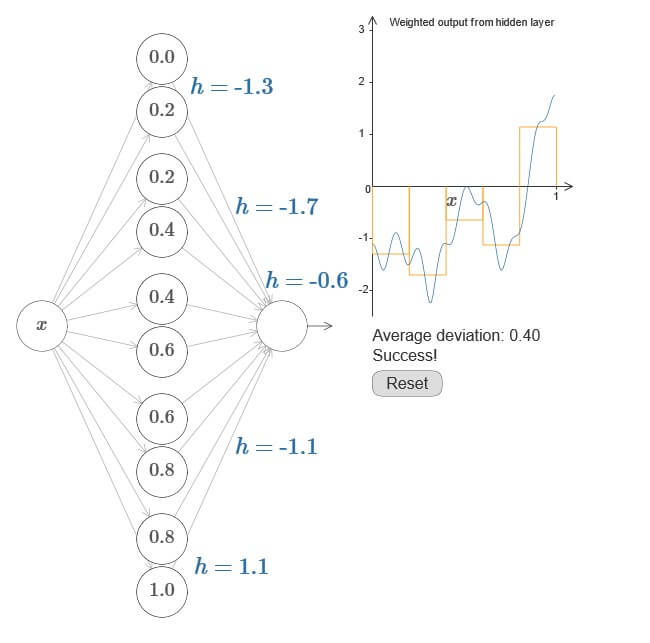 0.0
h = -1.3
0.2
0.2
h = -1.7
0.4
h = -0.6
0.4
x
0.6
0.6
h = -1.1
0.8
0.8
h = 1.1
1.0
Weighted output from hidden layer
3
2
1
0
x
1
-1
-2
Average deviation: 0.40
Success!
Reset